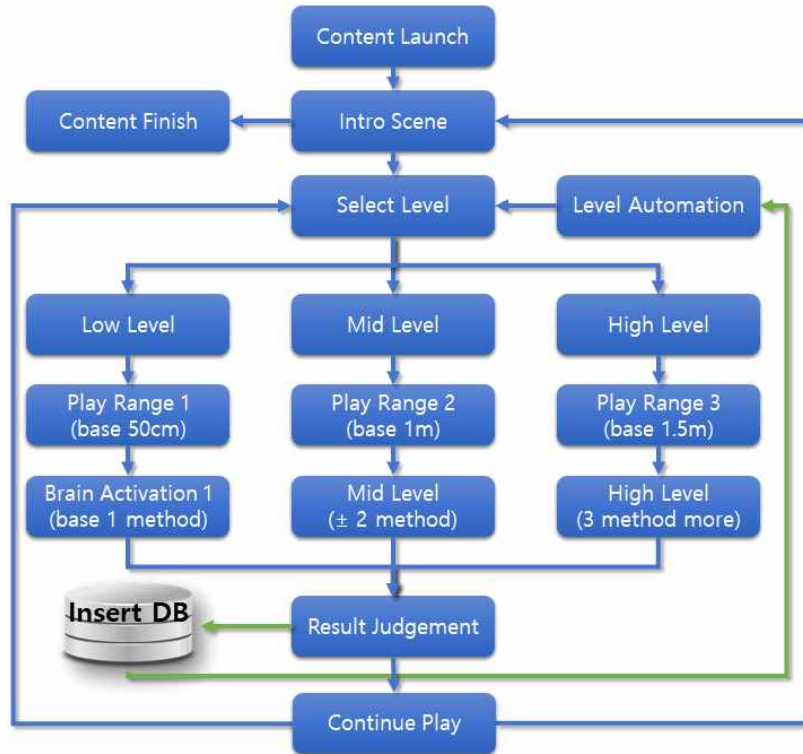 Content Launch
Content Finish
Intro Scene
Select Level
Level Automation
Low Level
Mid Level
High Level
Play Range 1
(base 50cm)
Play Range 2
(base 1m)
Play Range 3
(base 1.5m)
Brain Activation 1
(base 1 method)
Mid Level
(± 2 method)
High Level
(3 method more)
Insert DB
Result Judgement
Continue Play